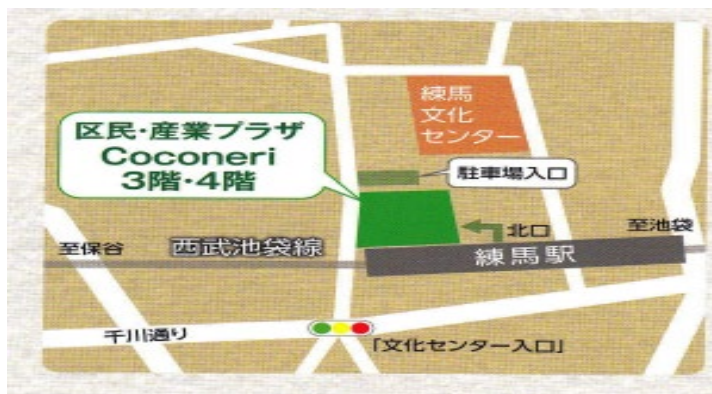 練馬
文化
センター
区民・産業プラザ
Coconeri
3階・4階
駐車場入口
北口
至池袋
至保谷
西武池袋線
練馬駅
千川通り
「文化センター入口」